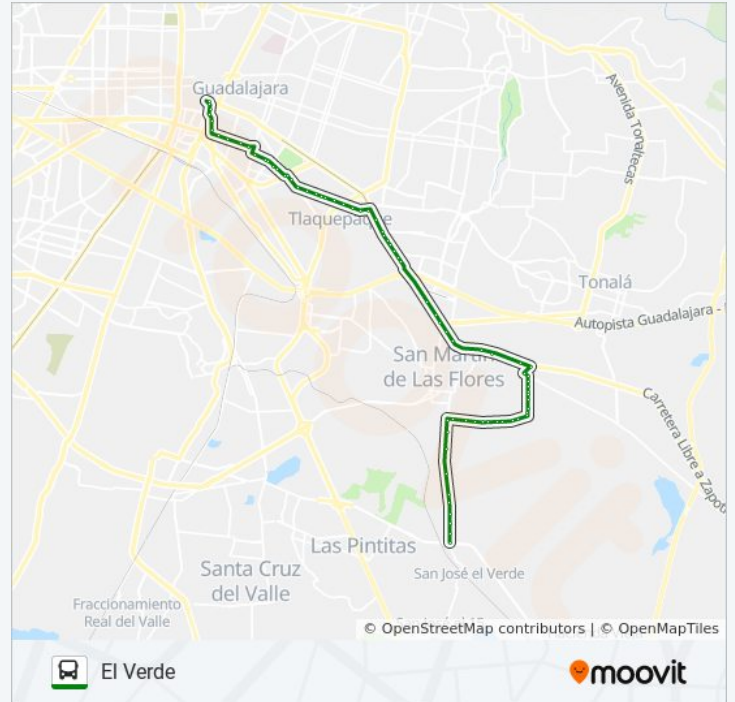 Guadalajara
Avenida Tonaltecas
Tlaquepaque
Tonalá
Autopista Guadalajara -
San Martín
de Las Flores
Carretera Libre a Zapot
Las Pintitas
San José el Verde
Santa Cruz
del Valle
Fraccionamiento
Real del Valle
© OpenStreetMap contributors | © OpenMapTiles
El Verde
moovit